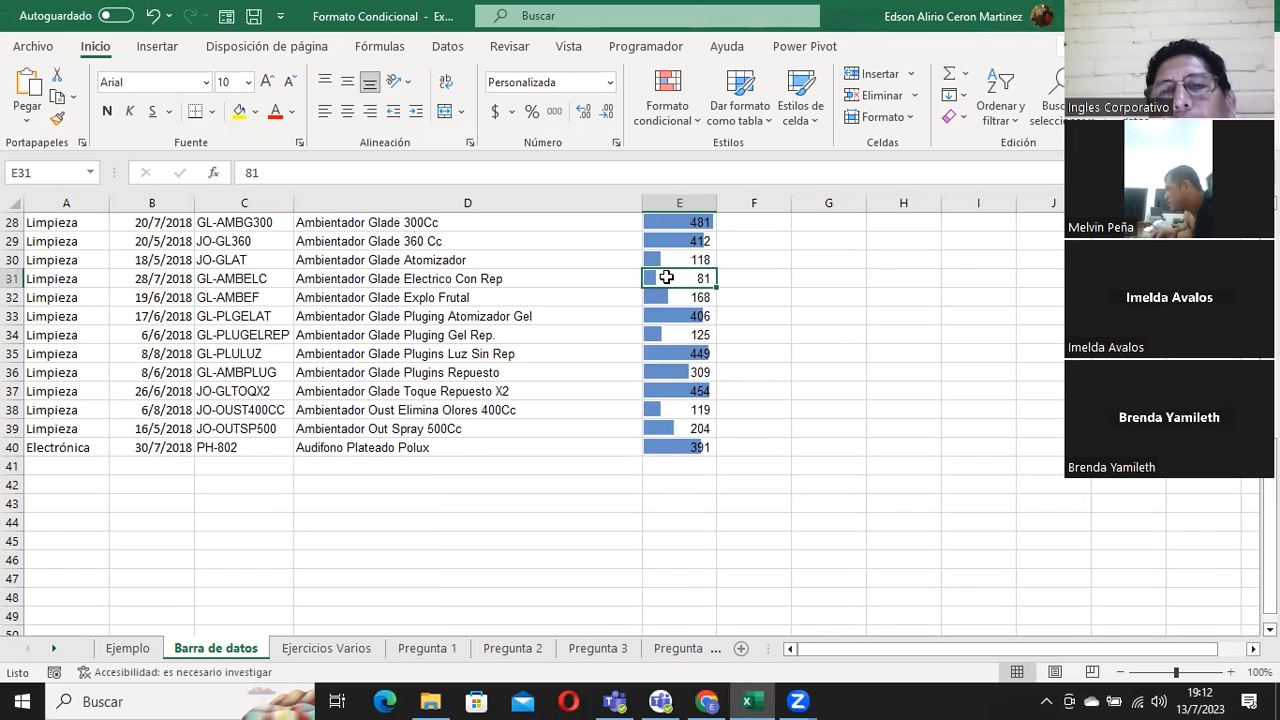 Autoguardado
Formato Condicional - Ex...
Buscar
Edson Alirio Ceron Martinez
Archivo Inicio Insertar Disposición de página Fórmulas Datos Revisar Vista Programador Ayuda Power Pivot
Pegar
Arial 10
N K S
Personalizada
$ % 000
Formato condicional
Dar formato como tabla
Estilos de celda
Insertar
Eliminar
Formato
Ordenar y filtrar
Portapapeles Fuente Alineación Número Estilos Celdas Edición
E31 fx 81
A B C D E F G H I J
28 Limpieza 20/7/2018 GL-AMBG300 Ambientador Glade 300Cc 481
29 Limpieza 20/5/2018 JO-GL360 Ambientador Glade 360 Cc 412
30 Limpieza 18/5/2018 JO-GLAT Ambientador Glade Atomizador 118
31 Limpieza 28/7/2018 GL-AMBELC Ambientador Glade Electrico Con Rep 81
32 Limpieza 19/6/2018 GL-AMBEF Ambientador Glade Explo Frutal 168
33 Limpieza 17/6/2018 GL-PLGELAT Ambientador Glade Pluging Atomizador Gel 406
34 Limpieza 6/6/2018 GL-PLUGELREP Ambientador Glade Pluging Gel Rep. 125
35 Limpieza 8/8/2018 GL-PLULUZ Ambientador Glade Plugins Luz Sin Rep 449
36 Limpieza 8/6/2018 GL-AMBPLUG Ambientador Glade Plugins Repuesto 309
37 Limpieza 26/6/2018 JO-GLTOQX2 Ambientador Glade Toque Repuesto X2 454
38 Limpieza 6/8/2018 JO-OUST400CC Ambientador Oust Elimina Olores 400Cc 119
39 Limpieza 16/5/2018 JO-OUTSP500 Ambientador Out Spray 500Cc 204
40 Electrónica 30/7/2018 PH-802 Audifono Plateado Polux 391
41
42
43
44
45
46
47
48
49
Ejemplo Barra de datos Ejercicios Varios Pregunta 1 Pregunta 2 Pregunta 3 Pregunta ...
Listo Accesibilidad: es necesario investigar 100%
Buscar
19:12
13/7/2023
Ingles Corporativo
Melvin Peña
Imelda Avalos
Imelda Avalos
Brenda Yamileth
Brenda Yamileth